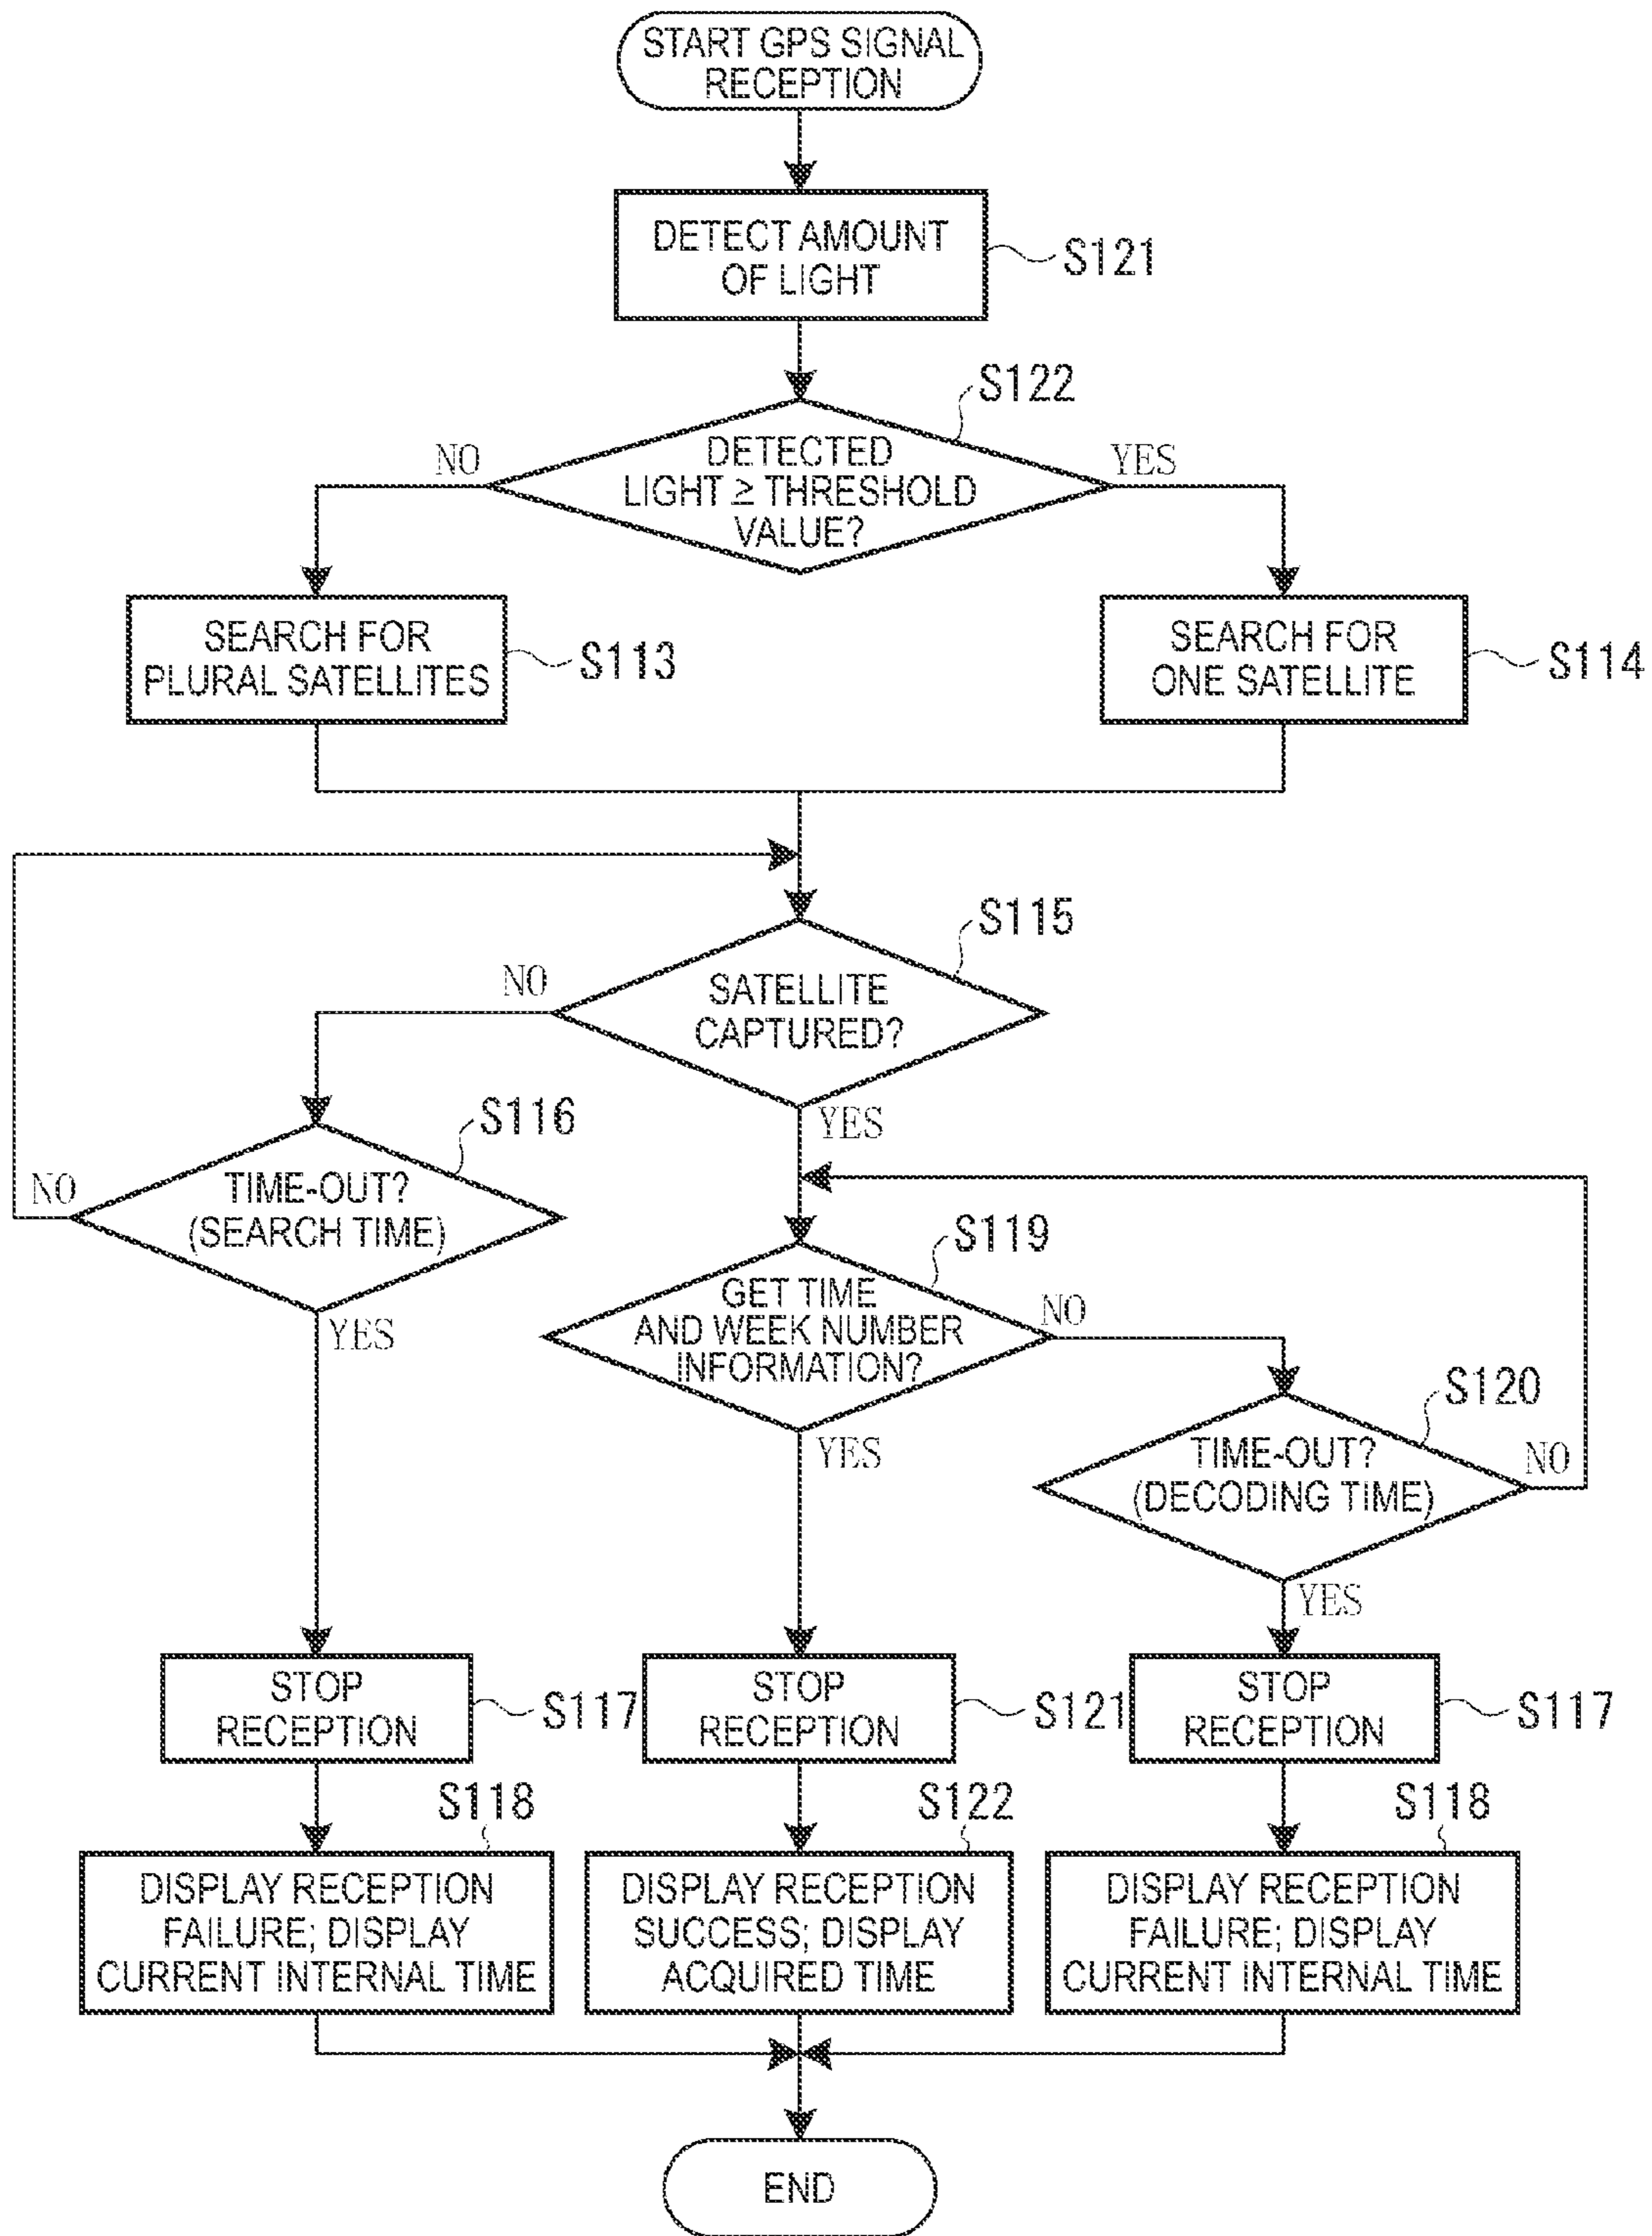 START GPS SIGNAL
RECEPTION
DETECT AMOUNT
OF LIGHT
S121
S122
DETECTED
LIGHT ≥ THRESHOLD
VALUE?
NO
YES
SEARCH FOR
PLURAL SATELLITES
S113
SEARCH FOR
ONE SATELLITE
S114
S115
SATELLITE
CAPTURED?
NO
YES
S116
TIME-OUT?
(SEARCH TIME)
NO
YES
S119
GET TIME
AND WEEK NUMBER
INFORMATION?
NO
YES
S120
TIME-OUT?
(DECODING TIME)
NO
YES
STOP
RECEPTION
S117
STOP
RECEPTION
S121
STOP
RECEPTION
S117
S118
DISPLAY RECEPTION
FAILURE; DISPLAY
CURRENT INTERNAL TIME
S122
DISPLAY RECEPTION
SUCCESS; DISPLAY
ACQUIRED TIME
S118
DISPLAY RECEPTION
FAILURE; DISPLAY
CURRENT INTERNAL TIME
END